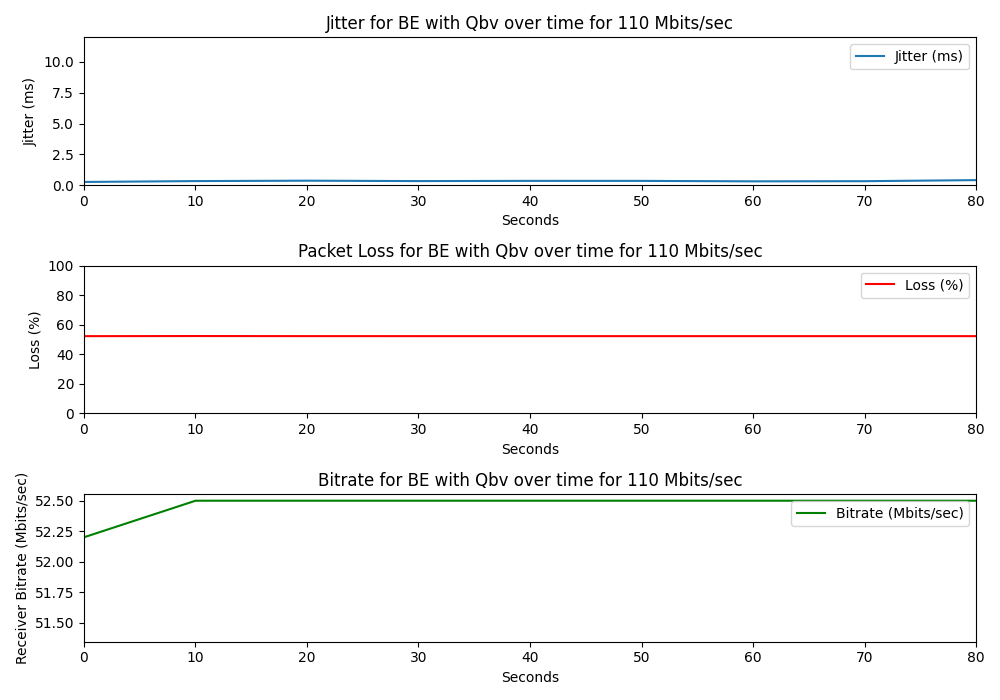 Jitter for BE with Qbv over time for 110 Mbits/sec
Jitter (ms)
10.0
7.5
5.0
2.5
0.0
Jitter (ms)
0 10 20 30 40 50 60 70 80
Seconds
Packet Loss for BE with Qbv over time for 110 Mbits/sec
Loss (%)
100
80
60
40
20
0
Loss (%)
0 10 20 30 40 50 60 70 80
Seconds
Bitrate for BE with Qbv over time for 110 Mbits/sec
Receiver Bitrate (Mbits/sec)
52.50
52.25
52.00
51.75
51.50
Bitrate (Mbits/sec)
0 10 20 30 40 50 60 70 80
Seconds